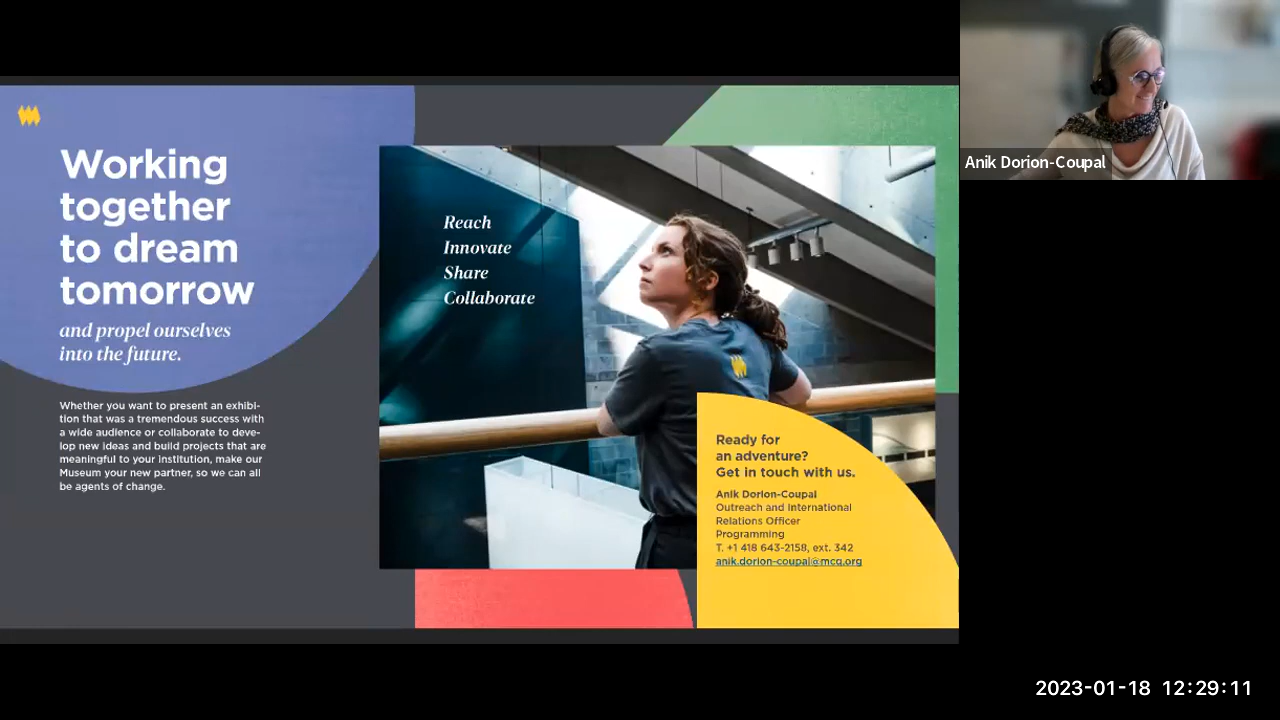 Working
together
to dream
tomorrow
and propel ourselves
into the future.
Whether you want to present an exhibi-
tion that was a tremendous success with
a wide audience or collaborate to deve-
lop new ideas and build projects that are
meaningful to your institution, make our
Museum your new partner, so we can all
be agents of change.
Reach
Innovate
Share
Collaborate
Ready for
an adventure?
Get in touch with us.
Anik Dorion-Coupal
Outreach and International
Relations Officer
Programming
T. +1 418 643-2158, ext. 342
anik.dorion-coupal@mcq.org
Anik Dorion-Coupal
2023-01-18 12:29:11